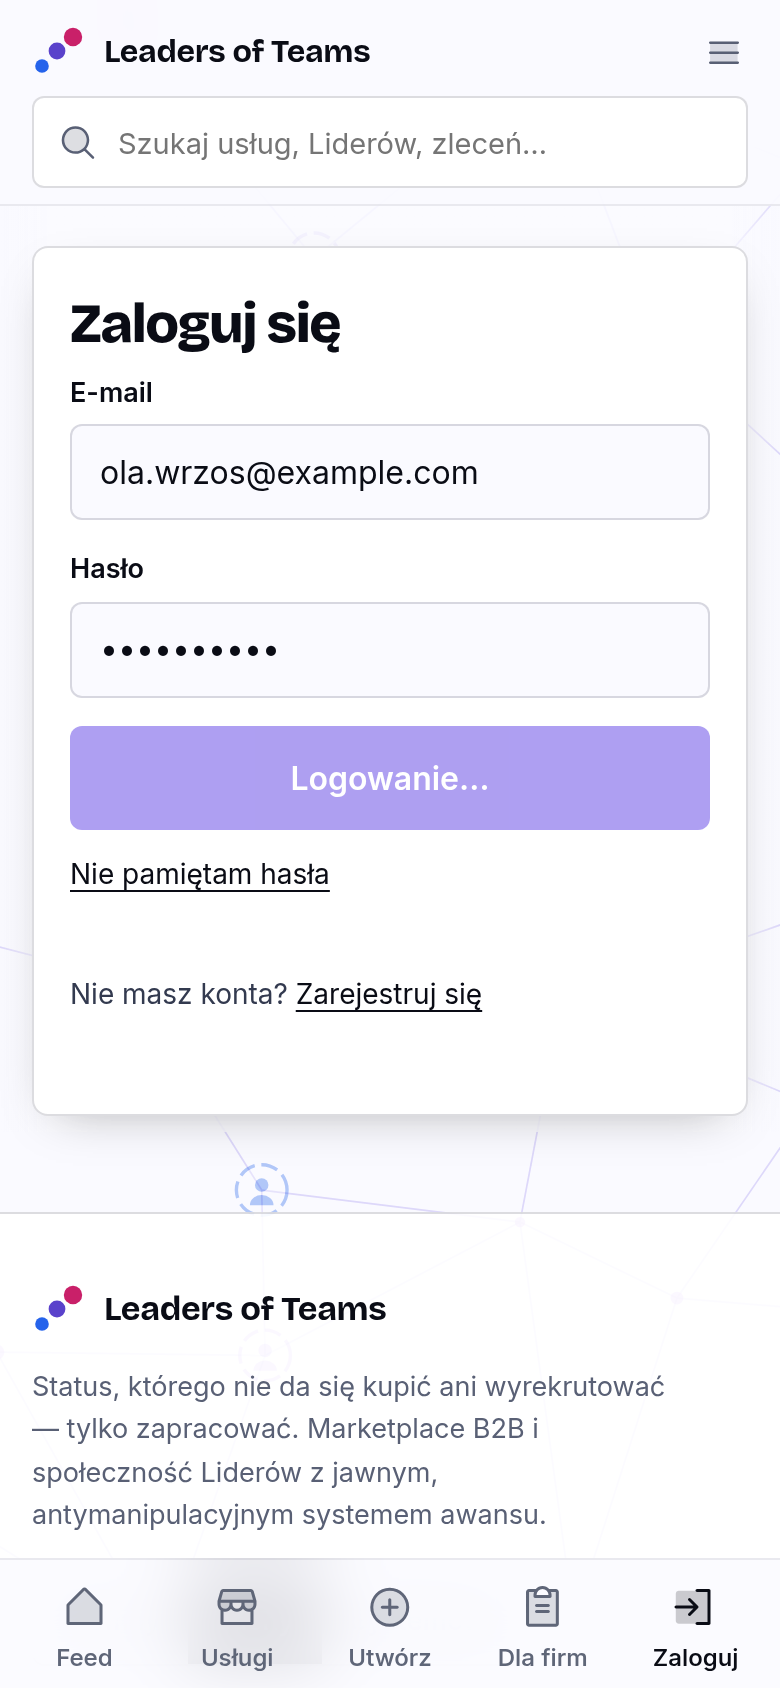 Leaders of Teams
Szukaj usług, Liderów, zleceń...
Zaloguj się
E-mail
ola.wrzos@example.com
Hasło
••••••••••
Logowanie...
Nie pamiętam hasła
Nie masz konta? Zarejestruj się
Leaders of Teams
Status, którego nie da się kupić ani wyrekrutować
— tylko zapracować. Marketplace B2B i
społeczność Liderów z jawnym,
antymanipulacyjnym systemem awansu.
Feed
Usługi
Utwórz
Dla firm
Zaloguj